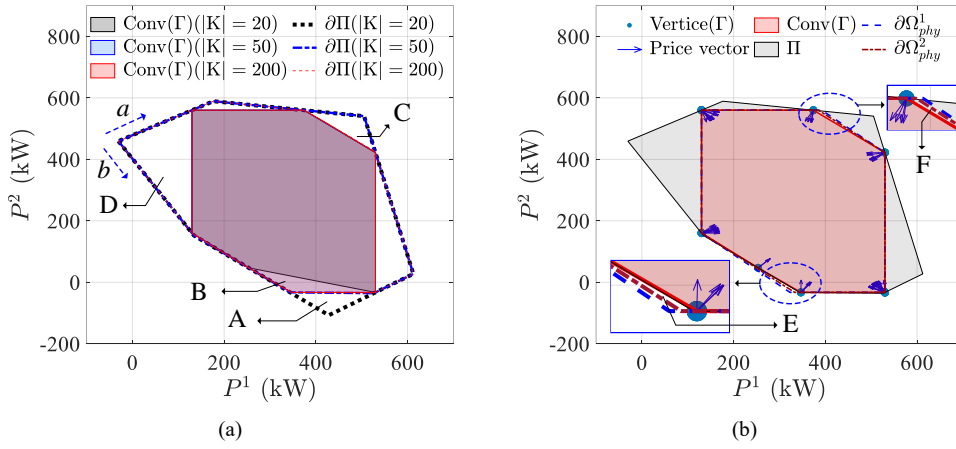 Conv(Γ)(|K| = 20) ∂Π(|K| = 20)
Conv(Γ)(|K| = 50) ∂Π(|K| = 50)
Conv(Γ)(|K| = 200) ∂Π(|K| = 200)
800
600
400
200
0
-200
P² (kW)
a
b
C
D
B
A
0 200 400 600
P¹ (kW)
(a)
Vertice(Γ) Conv(Γ) ∂Ω¹phy
Price vector Π ∂Ω²phy
800
600
400
200
0
-200
P² (kW)
F
E
0 200 400 600
P¹ (kW)
(b)